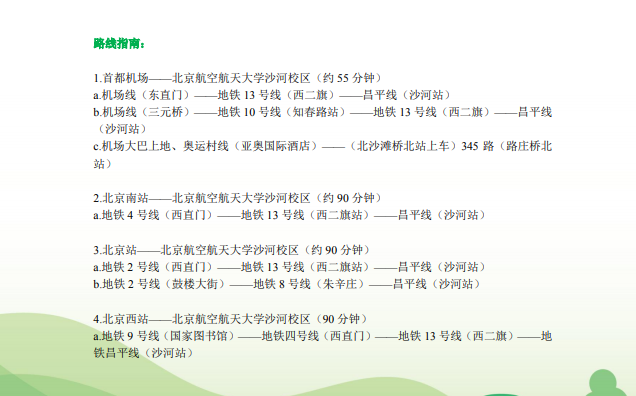 路线指南：
1.首都机场——北京航空航天大学沙河校区（约 55 分钟）
a.机场线（东直门）——地铁 13 号线（西二旗）——昌平线（沙河站）
b.机场线（三元桥）——地铁 10 号线（知春路站）——地铁 13 号线（西二旗）——昌平线
（沙河站）
c.机场大巴上地、奥运村线（亚奥国际酒店）——（北沙滩桥北站上车）345 路（路庄桥北
站）
2.北京南站——北京航空航天大学沙河校区（约 90 分钟）
a.地铁 4 号线（西直门）——地铁 13 号线（西二旗站）——昌平线（沙河站）
3.北京站——北京航空航天大学沙河校区（约 90 分钟）
a.地铁 2 号线（西直门）——地铁 13 号线（西二旗站）——昌平线（沙河站）
b.地铁 2 号线（鼓楼大街）——地铁 8 号线（朱辛庄）——昌平线（沙河站）
4.北京西站——北京航空航天大学沙河校区（90 分钟）
a.地铁 9 号线（国家图书馆）——地铁四号线（西直门）——地铁 13 号线（西二旗）——地
铁昌平线（沙河站）